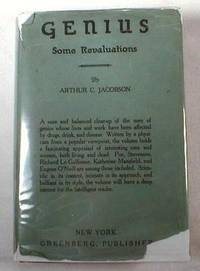 GENIUS
Some Revaluations
By
ARTHUR C. JACOBSON
A sane and balanced close-up of the men of
genius whose lives and work have been affected
by drugs, drink, and disease. Written by a physi-
cian from a popular viewpoint, the volume holds
a fascinating appraisal of interesting men and
women, both living and dead. Poe, Stevenson,
Richard Le Gallienne, Katherine Mansfield, and
Eugene O'Neill are among those included. Scien-
tific in its content, intimate in its approach, and
brilliant in its style, the volume will have a deep
interest for the intelligent reader.
NEW YORK
GREENBERG, PUBLISHER